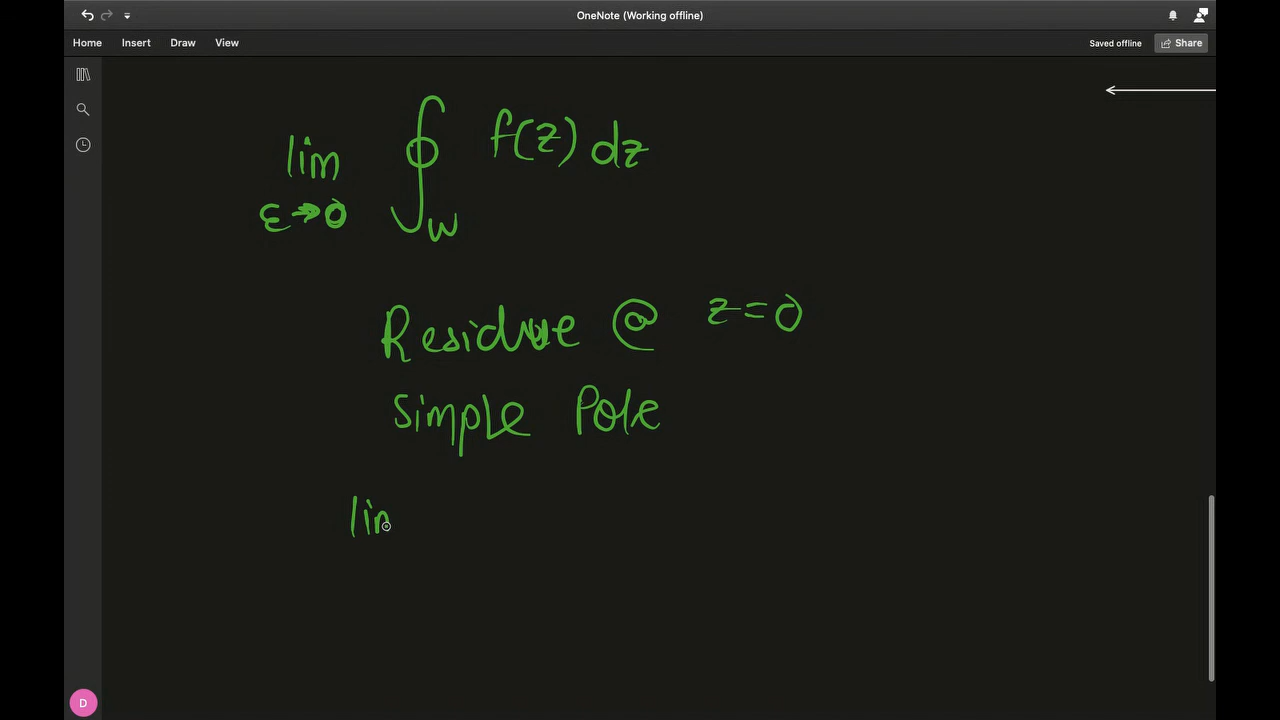 OneNote (Working offline)
Home Insert Draw View
Saved offline Share
lim ∮ f(z) dz
ε→0 W
Residue @ z=0
Simple Pole
lin
D